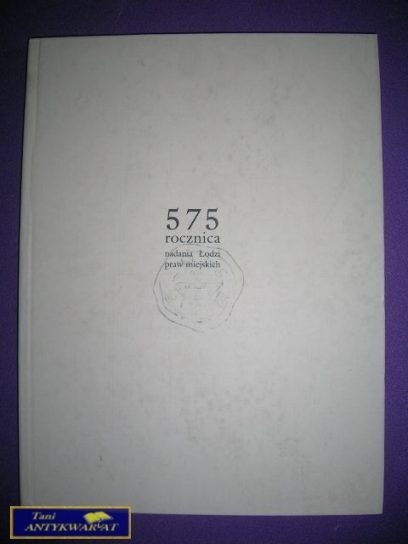 575
rocznica
nadania Łodzi
praw miejskich
Tani
ANTYKWARIAT